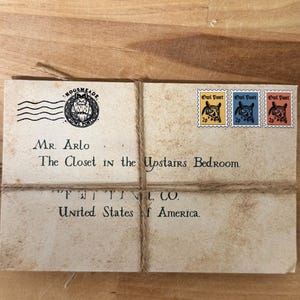 HOGSMEADE
Owl Post Owl Post Owl Post
Mr. Arlo
The Closet in the Upstairs Bedroom
CO.
United States of America.